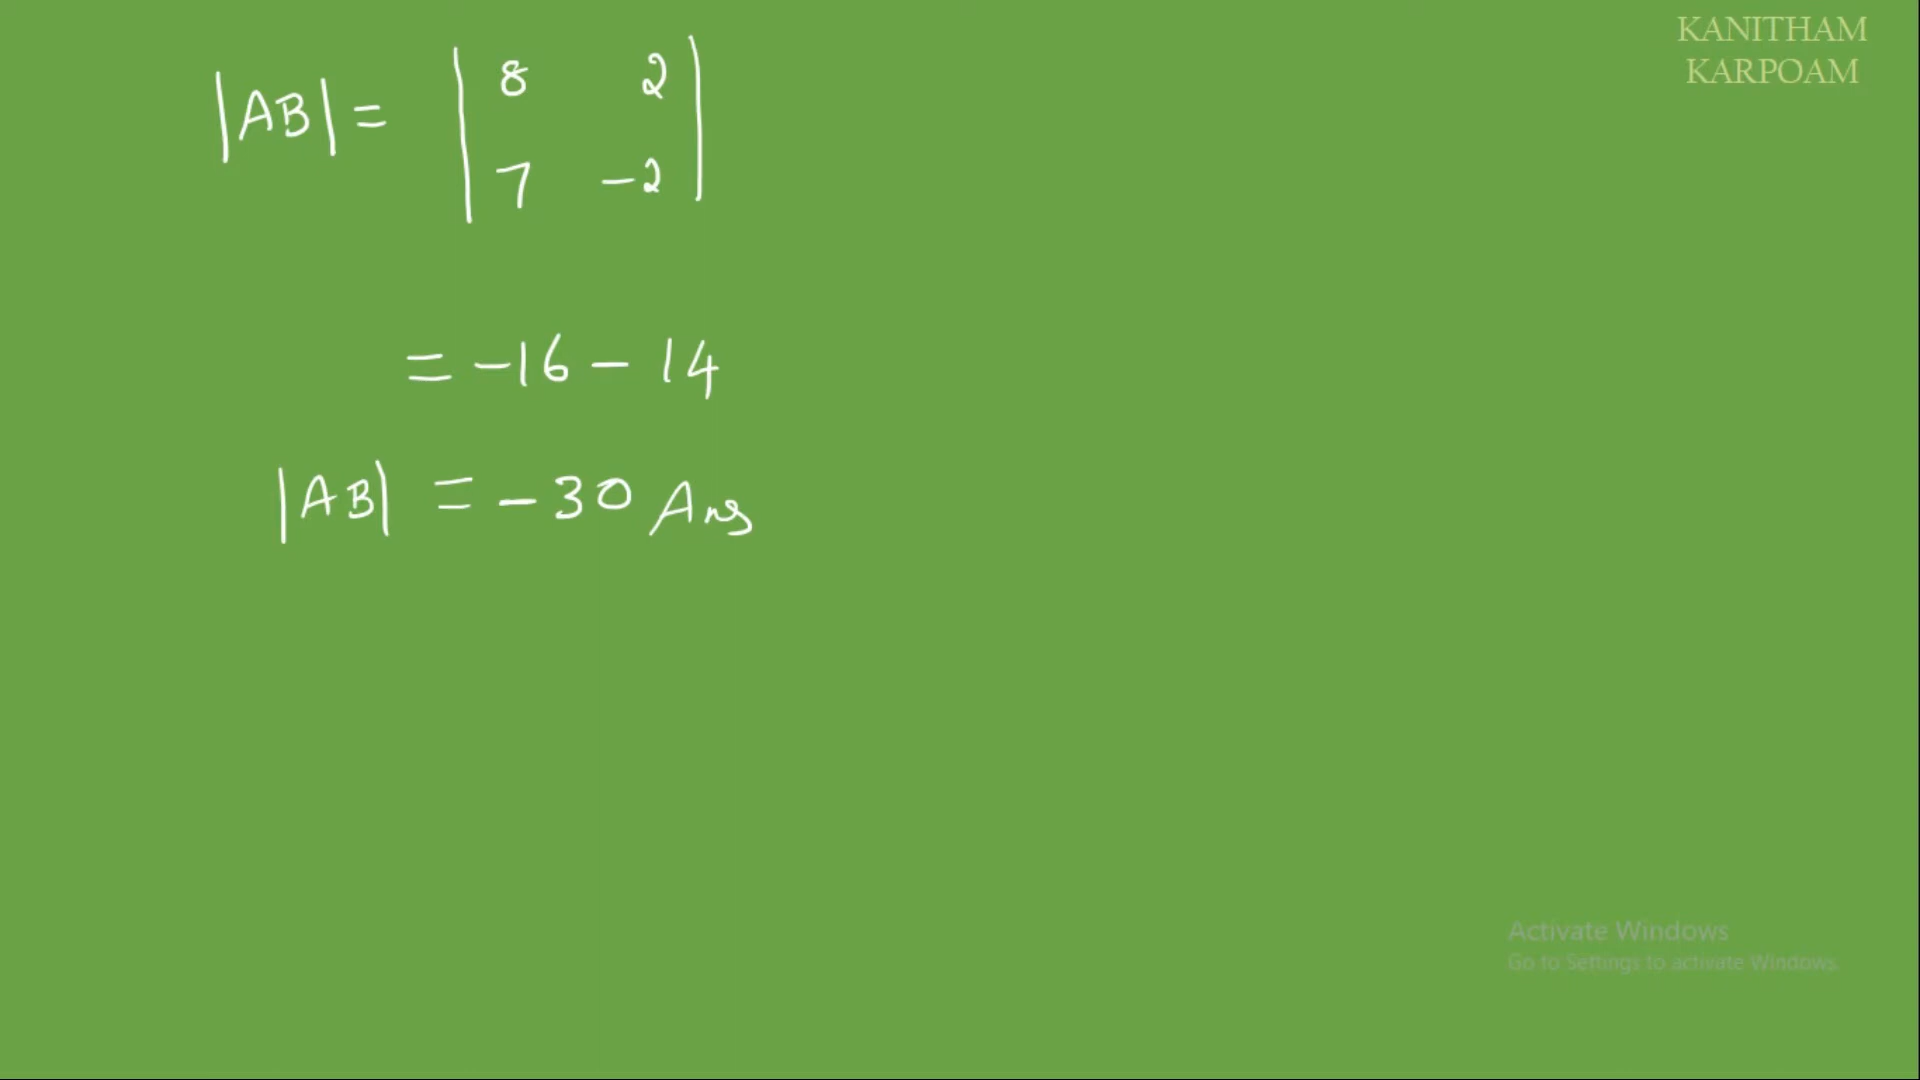 KANITHAM
KARPOAM
|AB| = | 8 2 |
| 7 -2 |
= -16 - 14
|AB| = -30 Ans
Activate Windows
Go to Settings to activate Windows.